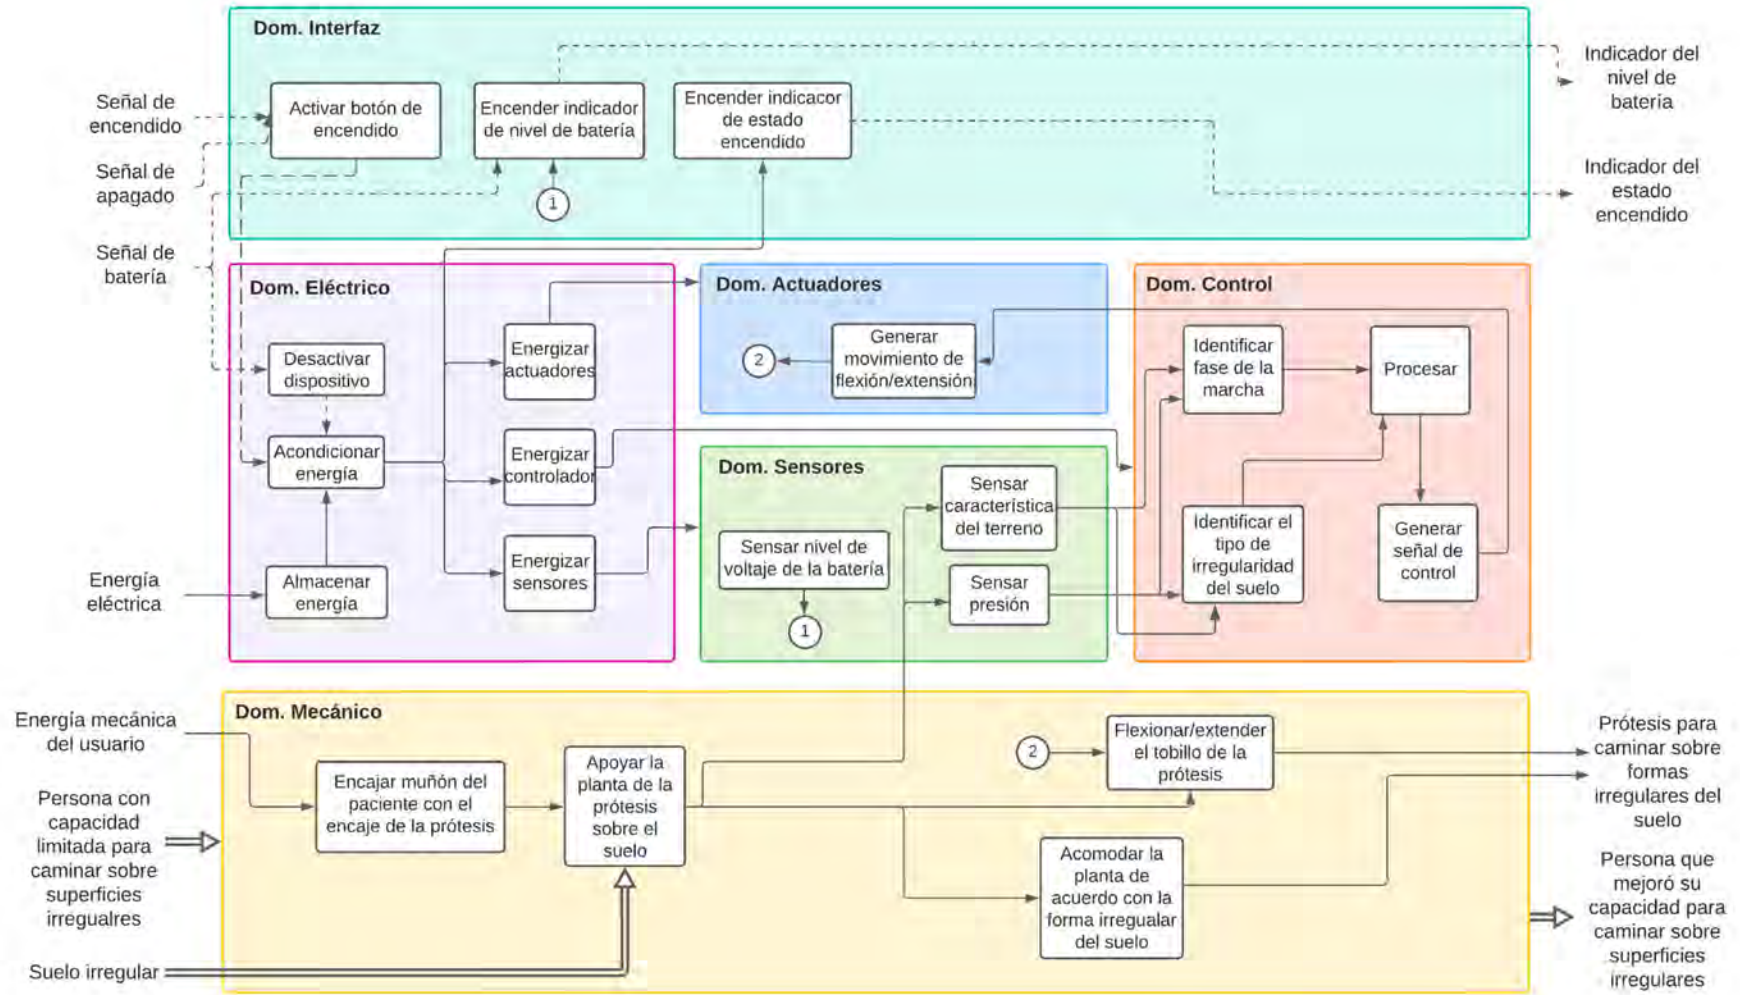 Dom. Interfaz
Señal de
encendido
Señal de
apagado
Señal de
batería
Activar botón de
encendido
Encender indicador
de nivel de batería
1
Encender indicacor
de estado
encendido
Indicador del
nivel de
batería
Indicador del
estado
encendido
Dom. Eléctrico
Desactivar
dispositivo
Acondicionar
energía
Almacenar
energía
Energía
eléctrica
Energizar
actuadores
Energizar
controlador
Energizar
sensores
Dom. Actuadores
2
Generar
movimiento de
flexión/extensión
Dom. Sensores
Sensar nivel de
voltaje de la batería
1
Sensar
característica
del terreno
Sensar
presión
Dom. Control
Identificar
fase de la
marcha
Procesar
Identificar el
tipo de
irregularidad
del suelo
Generar
señal de
control
Dom. Mecánico
Energía mecánica
del usuario
Persona con
capacidad
limitada para
caminar sobre
superficies
irregualres
Suelo irregular
Encajar muñón del
paciente con el
encaje de la prótesis
Apoyar la
planta de la
prótesis
sobre el
suelo
2
Flexionar/extender
el tobillo de la
prótesis
Acomodar la
planta de
acuerdo con la
forma irregualar
del suelo
Prótesis para
caminar sobre
formas
irregulares del
suelo
Persona que
mejoró su
capacidad para
caminar sobre
superficies
irregulares